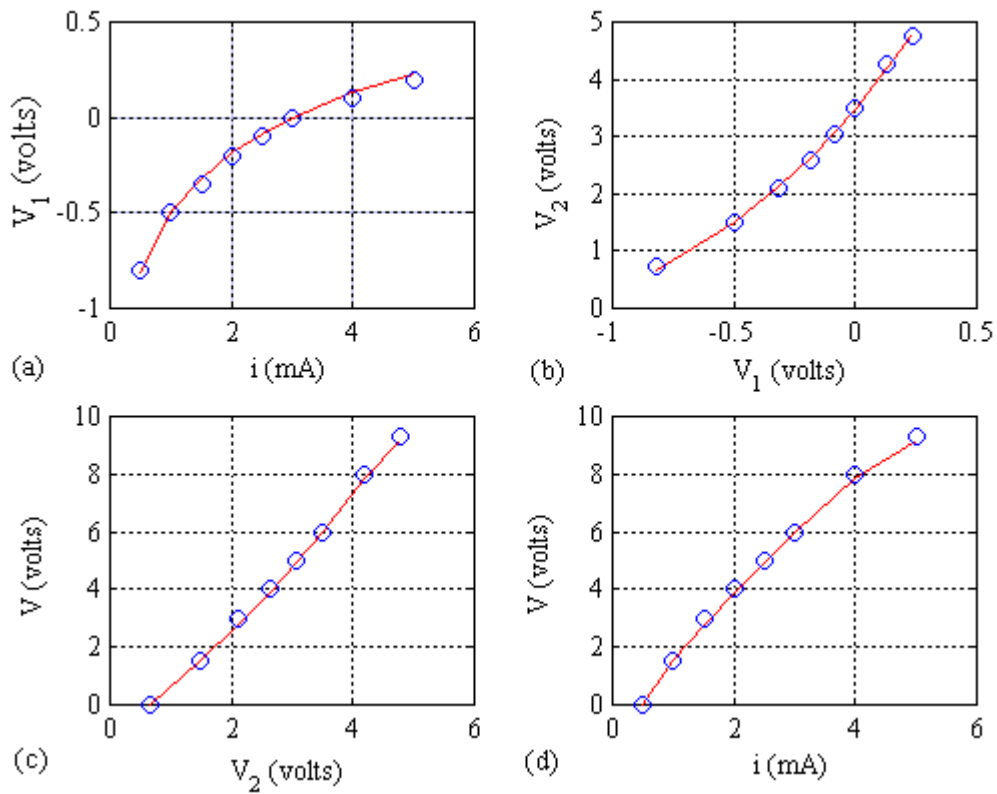 0.5
0
-0.5
-1
V1 (volts)
0 2 4 6
(a) i (mA)
5
4
3
2
1
0
V2 (volts)
-1 -0.5 0 0.5
(b) V1 (volts)
10
8
6
4
2
0
V (volts)
0 2 4 6
(c) V2 (volts)
10
8
6
4
2
0
V (volts)
0 2 4 6
(d) i (mA)